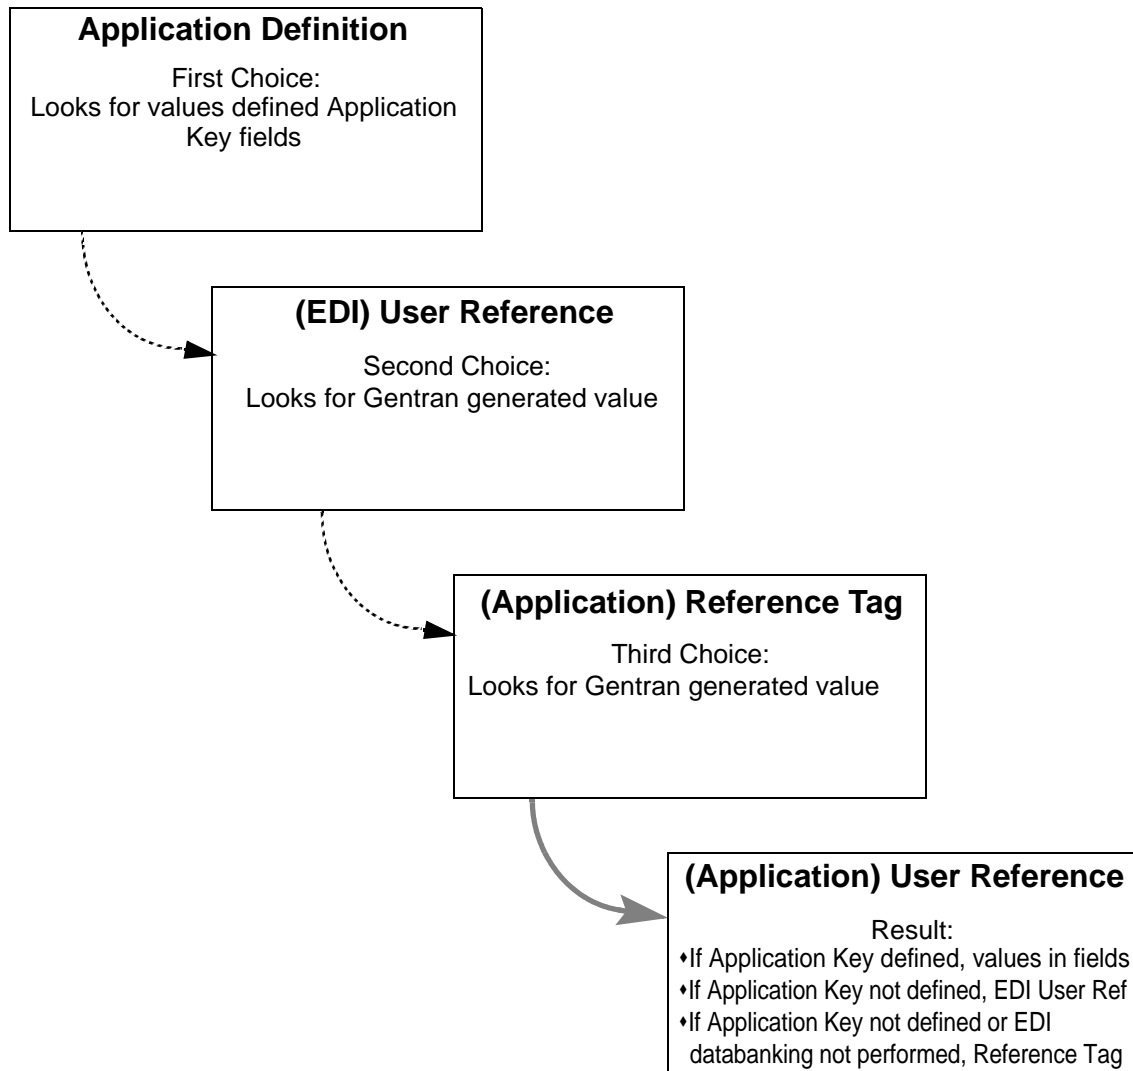 Application Definition
First Choice:
Looks for values defined Application
Key fields
(EDI) User Reference
Second Choice:
Looks for Gentran generated value
(Application) Reference Tag
Third Choice:
Looks for Gentran generated value
(Application) User Reference
Result:
♦If Application Key defined, values in fields
♦If Application Key not defined, EDI User Ref
♦If Application Key not defined or EDI
databanking not performed, Reference Tag